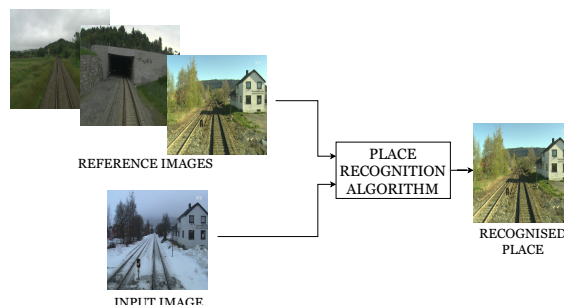 REFERENCE IMAGES
PLACE
RECOGNITION
ALGORITHM
RECOGNISED
PLACE
INPUT IMAGE